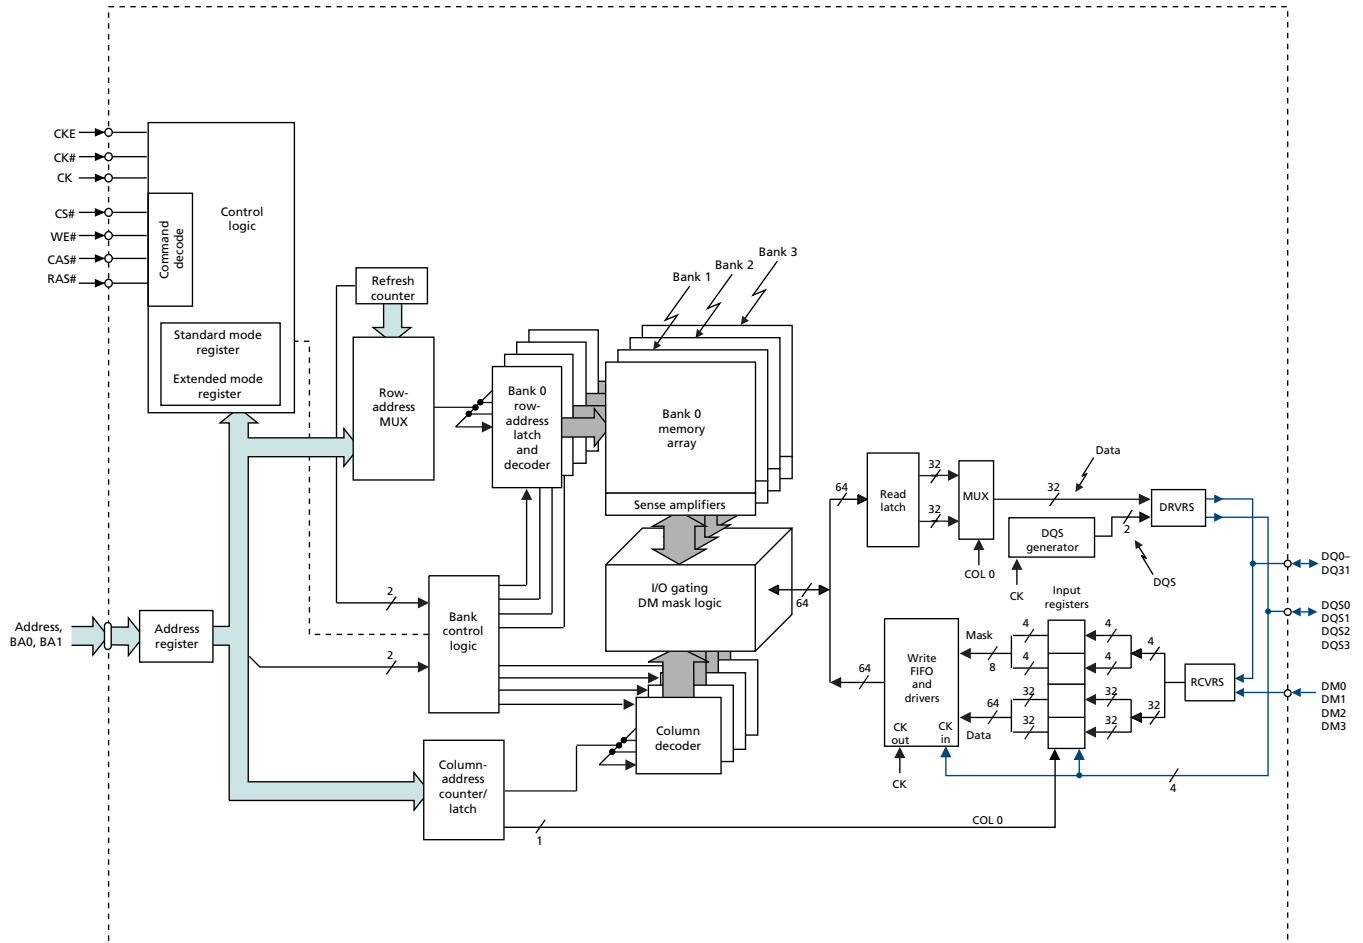 CKE
CK#
CK
CS#
WE#
CAS#
RAS#
Command
decode
Control
logic
Standard mode
register
Extended mode
register
Refresh
counter
Row-
address
MUX
Bank 0
row-
address
latch
and
decoder
Bank 1
Bank 2
Bank 3
Bank 0
memory
array
Sense amplifiers
I/O gating
DM mask logic
Address,
BA0, BA1
Address
register
2
2
Bank
control
logic
Column-
address
counter/
latch
1
COL 0
Column
decoder
64
64
Read
latch
32
32
MUX
COL 0
32
Data
DQS
generator
CK
2
DQS
DRVRS
DQ0–
DQ31
DQS0
DQS1
DQS2
DQS3
DM0
DM1
DM2
DM3
64
Write
FIFO
and
drivers
CK
out
CK
in
CK
Mask
8
64
Data
4
4
32
32
Input
registers
4
4
32
32
4
32
RCVRS
4